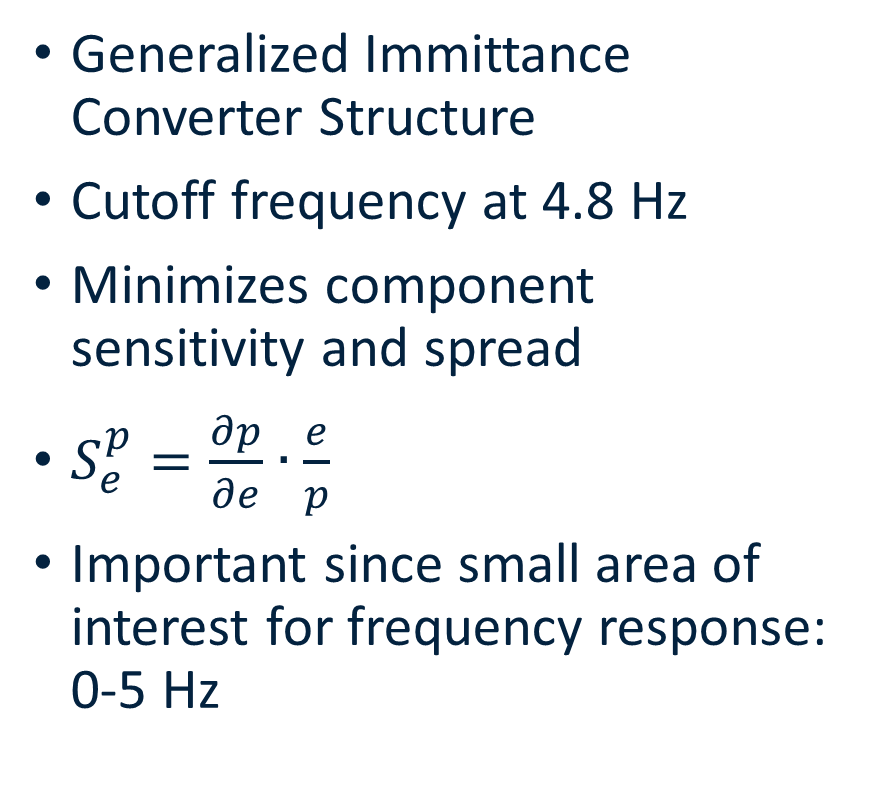 • Generalized Immittance
Converter Structure
• Cutoff frequency at 4.8 Hz
• Minimizes component
sensitivity and spread
• $S_e^p = \frac{\partial p}{\partial e} \cdot \frac{e}{p}$
• Important since small area of
interest for frequency response:
0-5 Hz